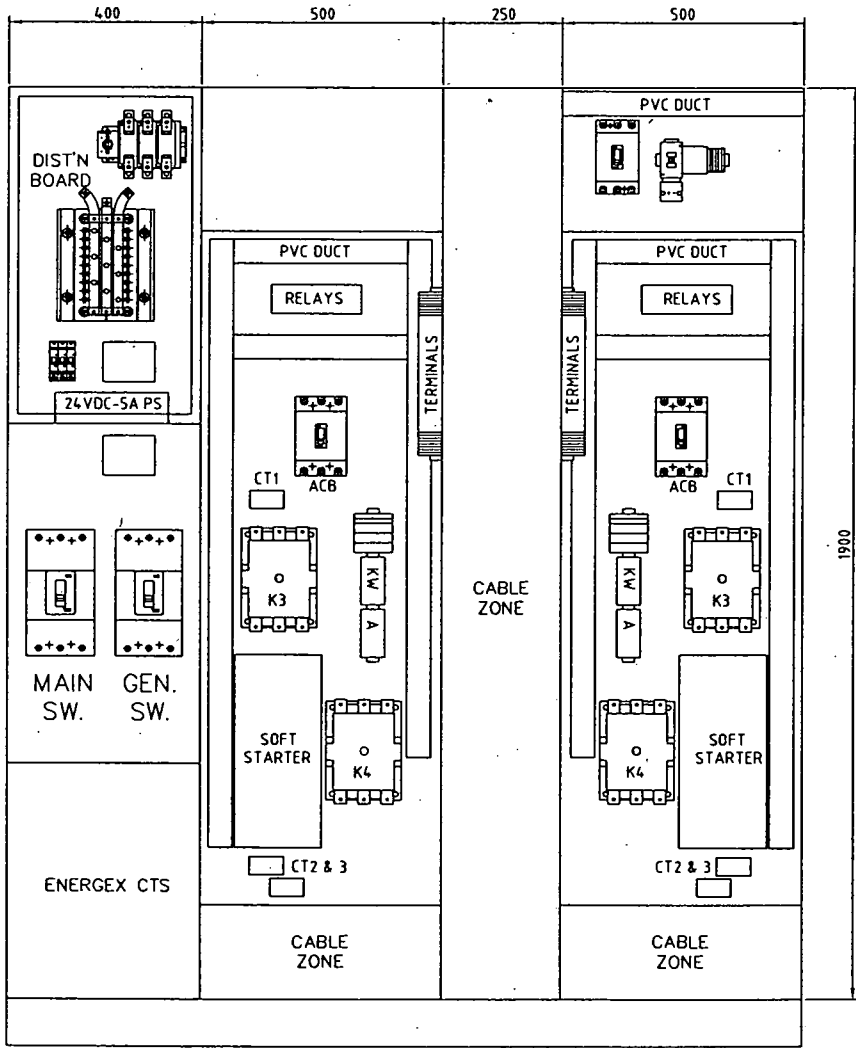 400
500
250
500
PVC DUCT
DIST'N
BOARD
24VDC-5A PS
MAIN
SW.
GEN.
SW.
ENERGEX CTS
PVC DUCT
RELAYS
TERMINALS
ACB
CT1
K3
KW
A
SOFT
STARTER
K4
CT2 & 3
CABLE
ZONE
CABLE
ZONE
PVC DUCT
RELAYS
TERMINALS
ACB
CT1
KW
A
K3
K4
SOFT
STARTER
CT2 & 3
CABLE
ZONE
1900